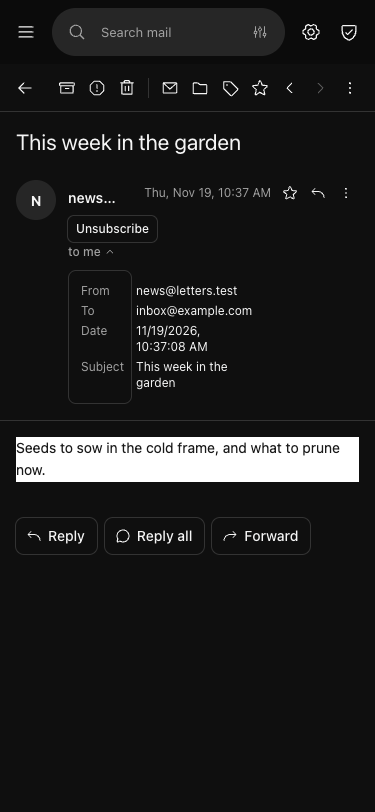 Search mail
This week in the garden
N
news...
Thu, Nov 19, 10:37 AM
Unsubscribe
to me
From news@letters.test
To inbox@example.com
Date 11/19/2026,
10:37:08 AM
Subject This week in the
garden
Seeds to sow in the cold frame, and what to prune
now.
Reply Reply all Forward